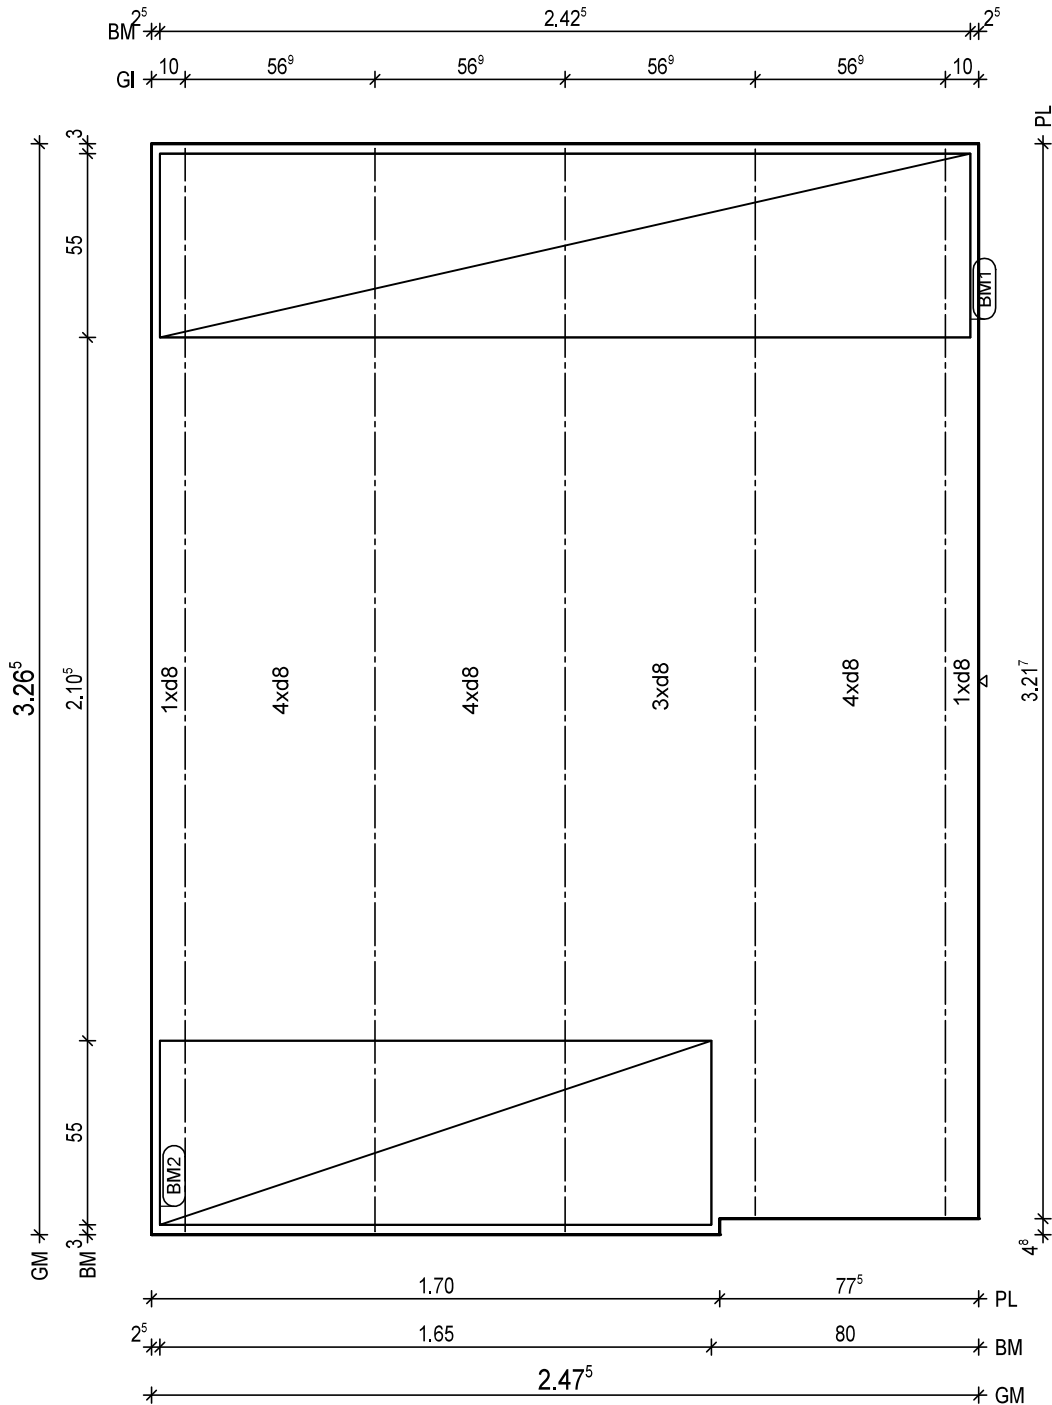 BM 2⁵ 2.42⁵ 2⁵
GI 10 56⁹ 56⁹ 56⁹ 56⁹ 10
PL
3
55
BM1
3.26⁵
2.10⁵
1xd8
4xd8
4xd8
3xd8
4xd8
1xd8
3.21⁷
55
BM2
3
GM
BM
4⁸
1.70 77⁵ PL
2⁵ 1.65 80 BM
2.47⁵ GM